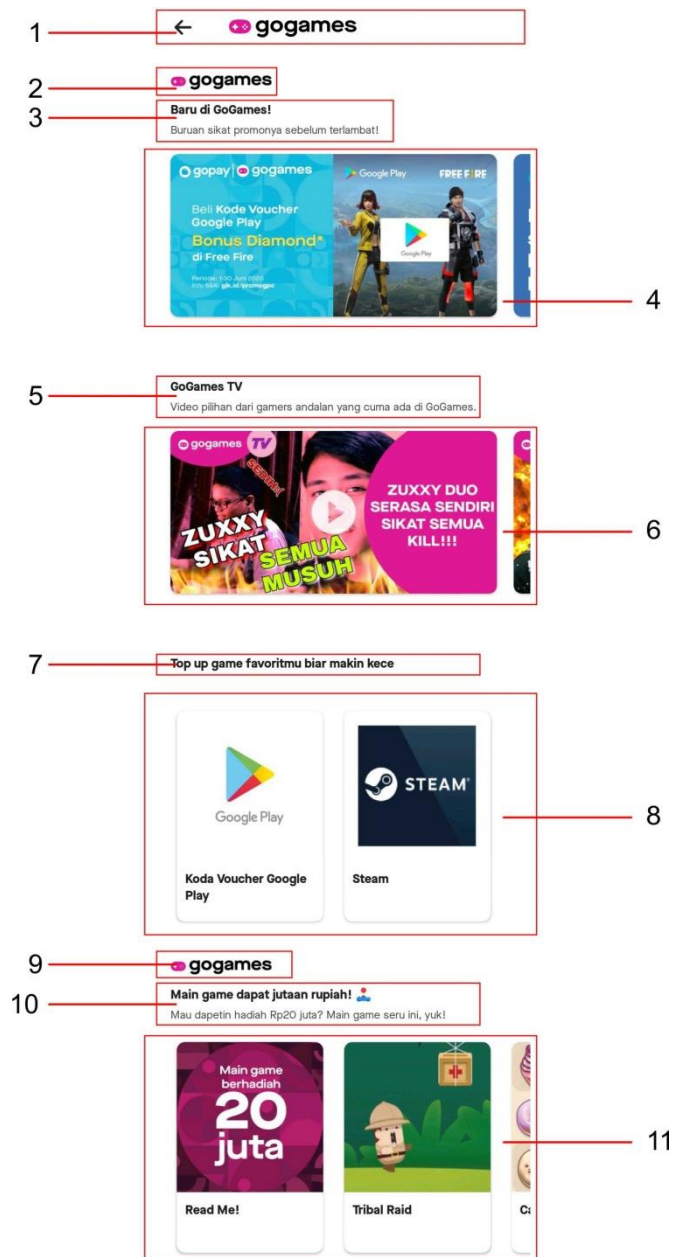 1
gogames
2
gogames
3
Baru di GoGames!
Buruan sikat promonya sebelum terlambat!
gopay gogames
Google Play
FREE FIRE
Beli Kode Voucher
Google Play
Bonus Diamond*
di Free Fire
Google Play
4
5
GoGames TV
Video pilihan dari gamers andalan yang cuma ada di GoGames.
gogames TV
SEDIH:(
ZUXXY
SIKAT
SEMUA
MUSUH
ZUXXY DUO
SERASA SENDIRI
SIKAT SEMUA
KILL!!!
6
7
Top up game favoritmu biar makin kece
Google Play
STEAM
8
Koda Voucher Google
Play
Steam
9
gogames
10
Main game dapat jutaan rupiah!
Mau dapetin hadiah Rp20 juta? Main game seru ini, yuk!
Main game
berhadiah
20
juta
11
Read Me!
Tribal Raid